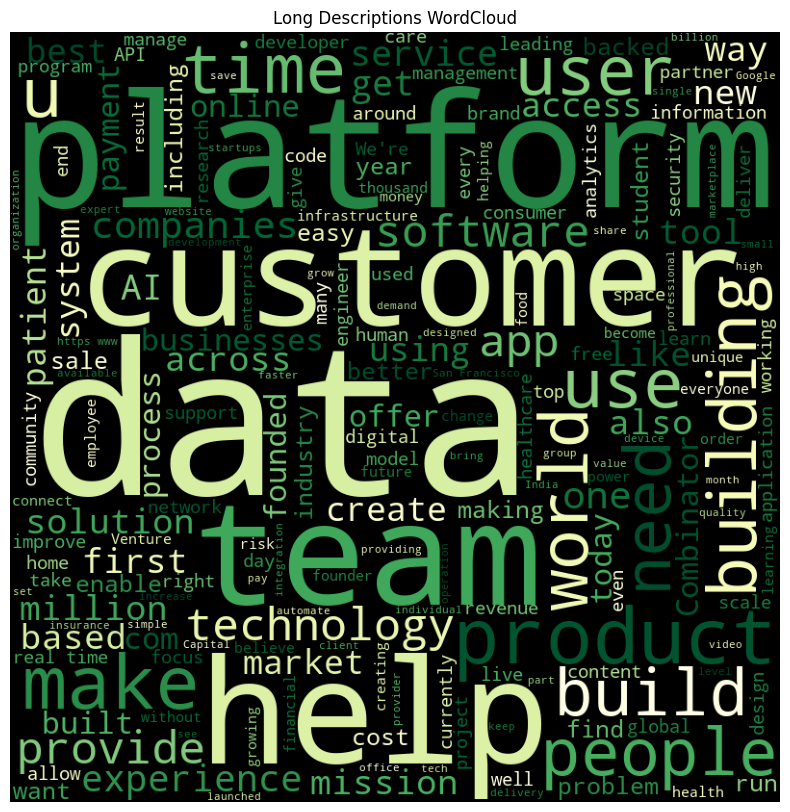 Long Descriptions WordCloud
best
API
manage
developer
care
leading
backed
billion
way
program
time
service
user
partner
Google
u
payment
including
save
online
get
management
access
new
single
platform
result
research
around
brand
information
end
startups
We're
code
year
every
helping
analytics
student
security
marketplace
deliver
organization
expert
website
give
thousand
money
infrastructure
consumer
share
companies
easy
software
tool
development
small
patient
system
customer
AI
enterprise
grow
many
engineer
used
demand
human
designed
food
space
professional
high
building
https www
businesses
become
learn
sale
across
using
app
like
free
unique
working
available
faster
better
San Francisco
use
top
everyone
data
community
employee
process
support
founded
industry
offer
digital
model
future
change
bring
healthcare
world
also
device
order
group
value
power
India
need
one
Combinator
month
quality
application
learning
connect
network
create
making
solution
team
today
improve
Venture
first
risk
day
integration
providing
home
take
enable
right
pay
founder
operation
even
scale
set
insurance
million
increase
simple
automate
individual
revenue
based
com
technology
Capital
believe
client
product
video
real time
focus
market
creating
provider
currently
live
part
content
level
make
help
build
design
built
without
growing
financial
cost
project
keep
find
global
provide
see
office
tech
people
want
allow
experience
launched
mission
well
delivery
problem
health
run